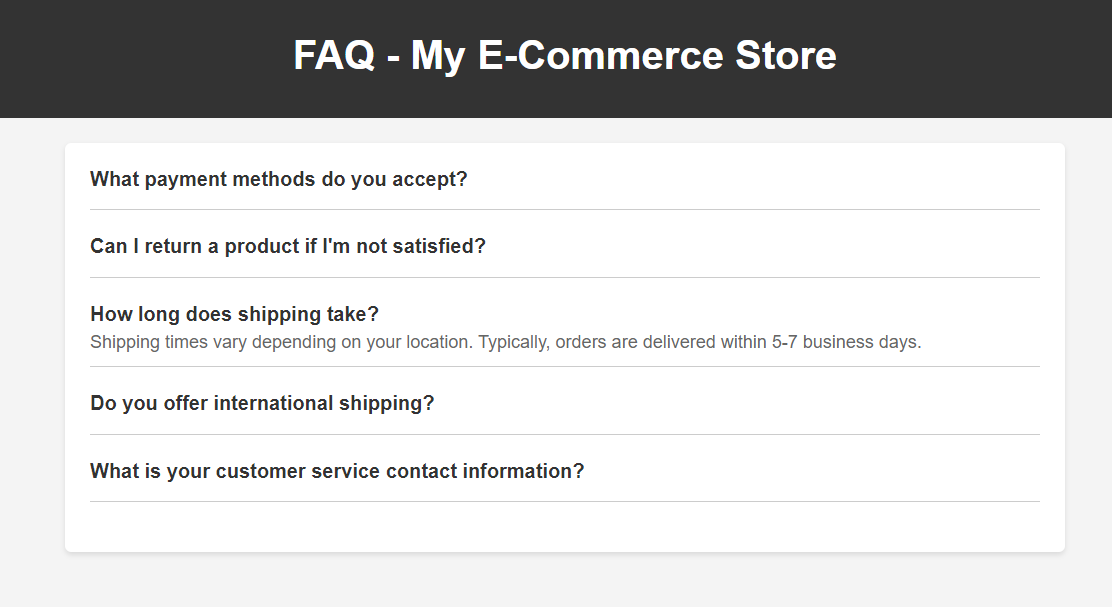 FAQ - My E-Commerce Store
What payment methods do you accept?
Can I return a product if I'm not satisfied?
How long does shipping take?
Shipping times vary depending on your location. Typically, orders are delivered within 5-7 business days.
Do you offer international shipping?
What is your customer service contact information?